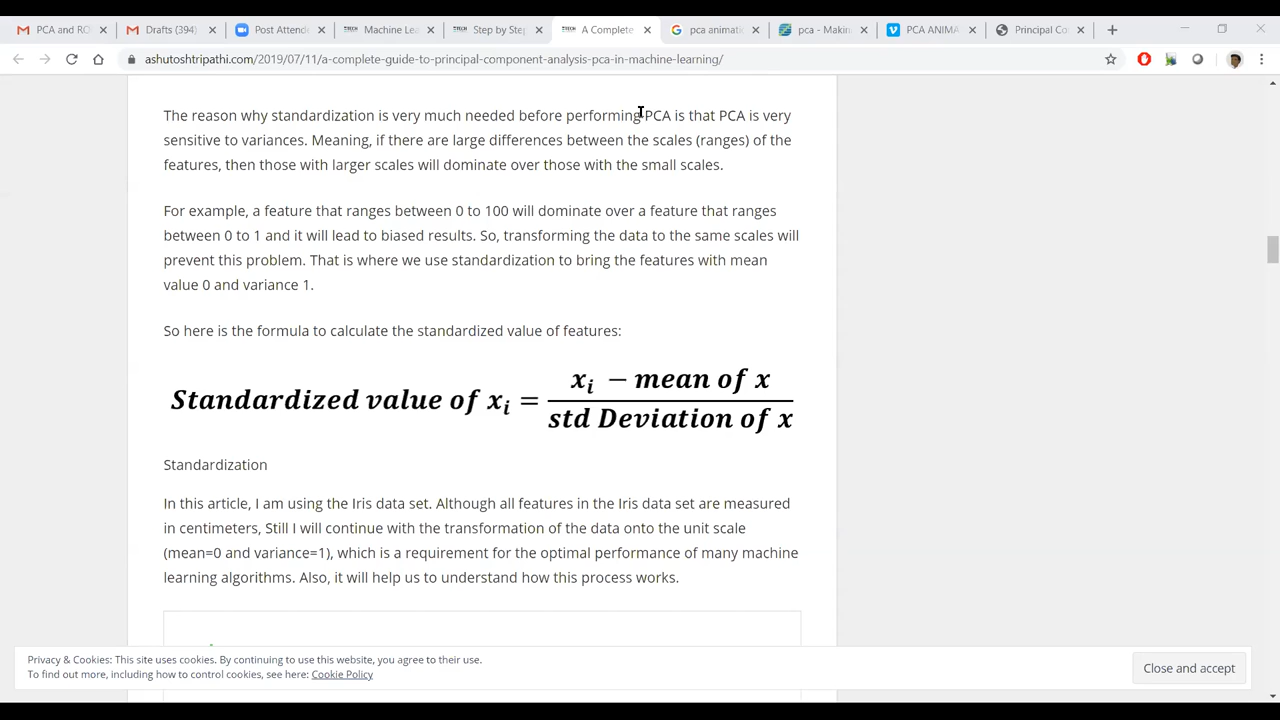 PCA and RO
Drafts (394)
Post Attend
TECH
Machine Lea
TECH
Step by Step
TECH
A Complete
pca animati
pca - Makin
PCA ANIMA
Principal Co
ashutoshtripathi.com/2019/07/11/a-complete-guide-to-principal-component-analysis-pca-in-machine-learning/
The reason why standardization is very much needed before performing PCA is that PCA is very
sensitive to variances. Meaning, if there are large differences between the scales (ranges) of the
features, then those with larger scales will dominate over those with the small scales.
For example, a feature that ranges between 0 to 100 will dominate over a feature that ranges
between 0 to 1 and it will lead to biased results. So, transforming the data to the same scales will
prevent this problem. That is where we use standardization to bring the features with mean
value 0 and variance 1.
So here is the formula to calculate the standardized value of features:
Standardized value of xᵢ = (xᵢ − mean of x) / (std Deviation of x)
Standardization
In this article, I am using the Iris data set. Although all features in the Iris data set are measured
in centimeters, Still I will continue with the transformation of the data onto the unit scale
(mean=0 and variance=1), which is a requirement for the optimal performance of many machine
learning algorithms. Also, it will help us to understand how this process works.
Privacy & Cookies: This site uses cookies. By continuing to use this website, you agree to their use.
To find out more, including how to control cookies, see here: Cookie Policy
Close and accept